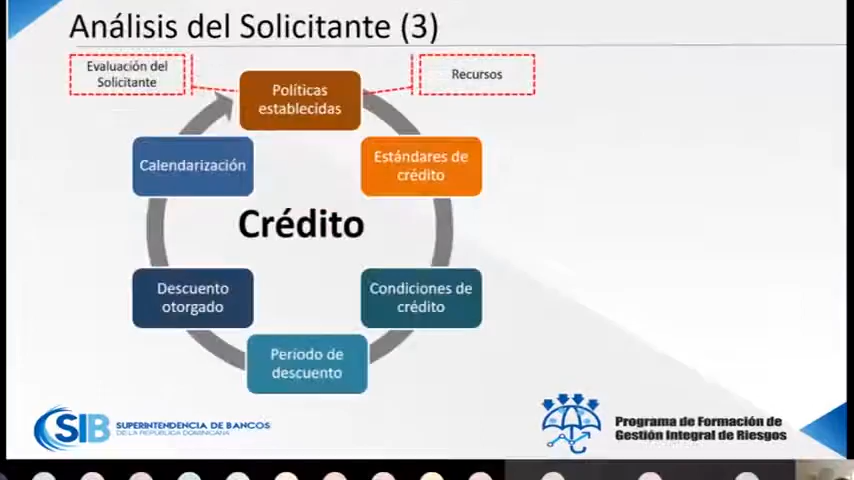 Análisis del Solicitante (3)
Evaluación del
Solicitante
Políticas
establecidas
Recursos
Calendarización
Estándares de
crédito
Crédito
Descuento
otorgado
Condiciones de
crédito
Periodo de
descuento
SIB
SUPERINTENDENCIA DE BANCOS
DE LA REPÚBLICA DOMINICANA
Programa de Formación de
Gestión Integral de Riesgos